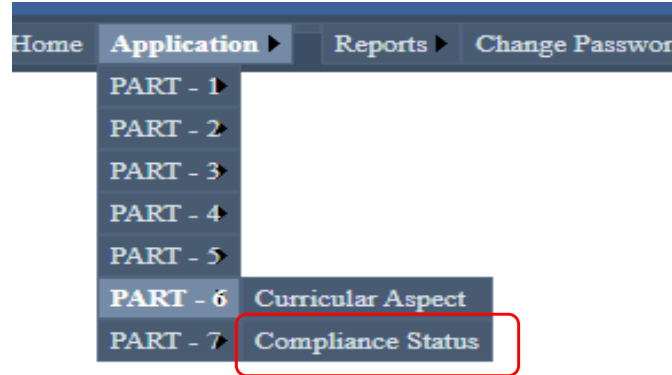 Home Application Reports Change Passwor
PART - 1
PART - 2
PART - 3
PART - 4
PART - 5
PART - 6 Curricular Aspect
PART - 7 Compliance Status